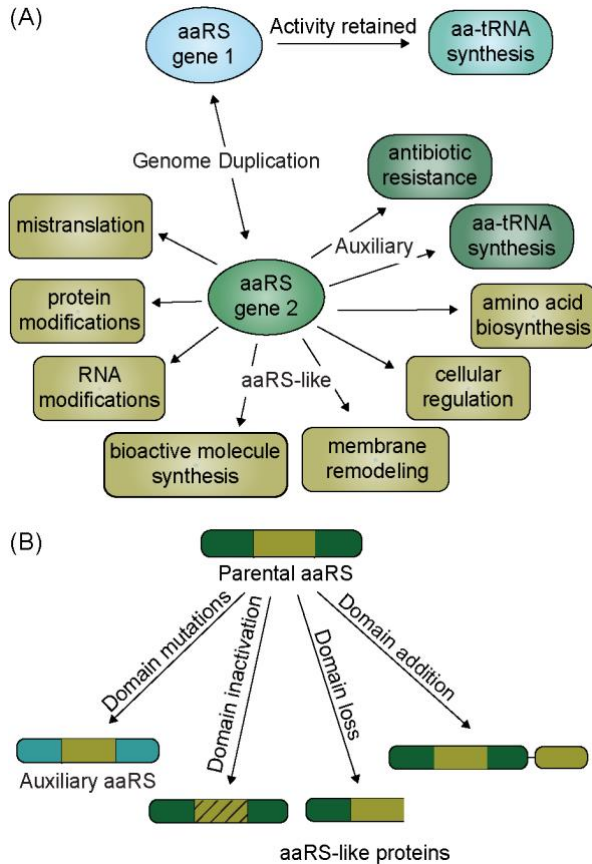 (A)
aaRS
gene 1
Activity retained
aa-tRNA
synthesis
Genome Duplication
antibiotic
resistance
mistranslation
Auxiliary
aa-tRNA
synthesis
aaRS
gene 2
protein
modifications
amino acid
biosynthesis
RNA
modifications
aaRS-like
cellular
regulation
bioactive molecule
synthesis
membrane
remodeling
(B)
Parental aaRS
Domain mutations
Domain inactivation
Domain loss
Domain addition
Auxiliary aaRS
aaRS-like proteins